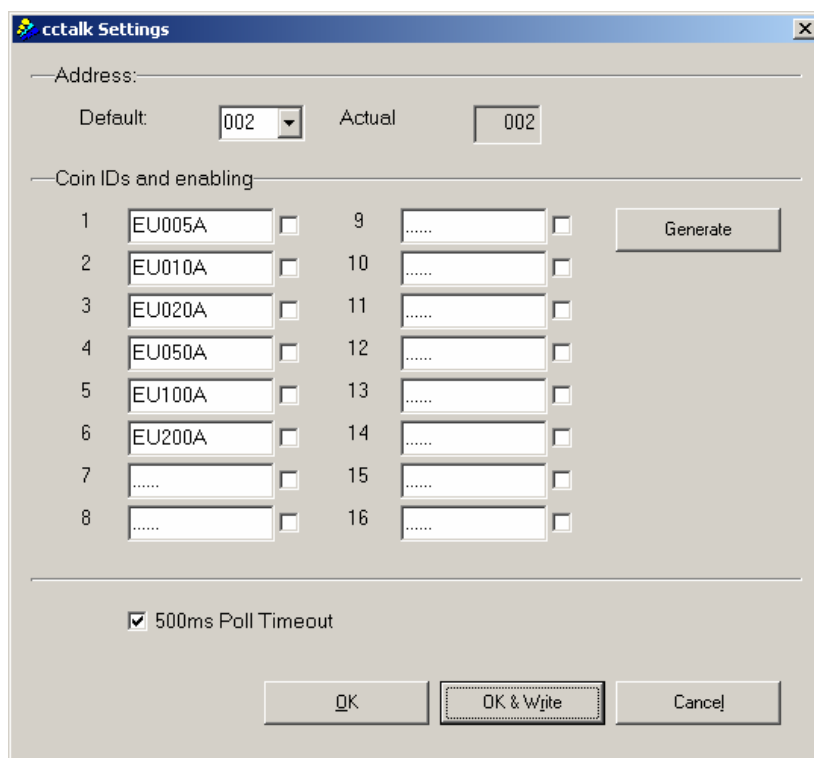 cctalk Settings
Address:
Default: 002 Actual 002
Coin IDs and enabling
1 EU005A 9 ...... Generate
2 EU010A 10 ......
3 EU020A 11 ......
4 EU050A 12 ......
5 EU100A 13 ......
6 EU200A 14 ......
7 ...... 15 ......
8 ...... 16 ......
500ms Poll Timeout
OK OK & Write Cancel